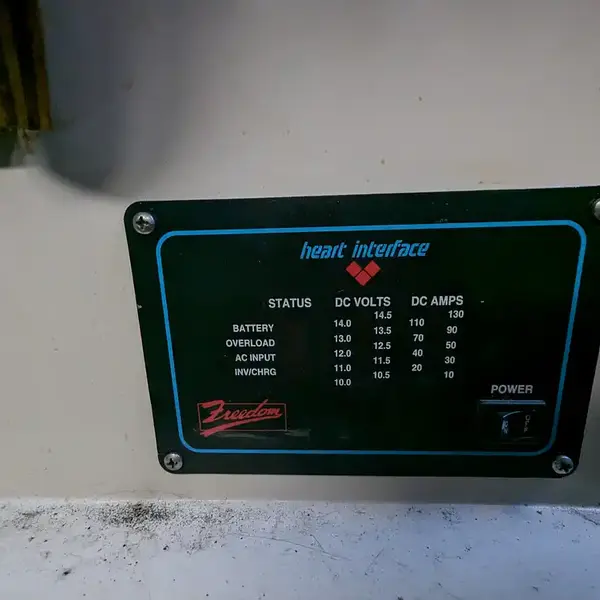 heart interface
STATUS DC VOLTS DC AMPS
14.5 130
BATTERY 14.0 110
13.5 90
OVERLOAD 13.0 70
12.5 50
AC INPUT 12.0 40
11.5 30
INV/CHRG 11.0 20
10.5 10
10.0
Freedom
POWER